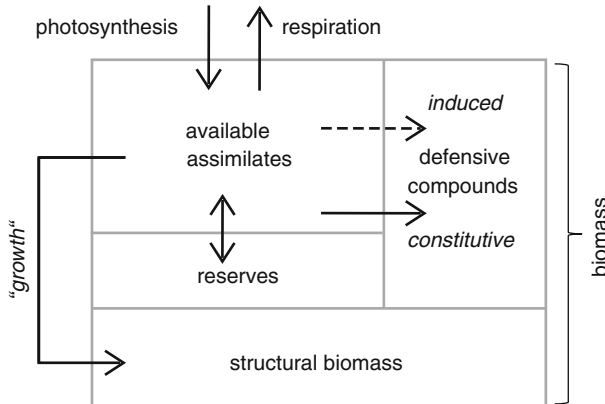 photosynthesis
respiration
available
assimilates
induced
defensive
compounds
constitutive
reserves
structural biomass
"growth"
biomass